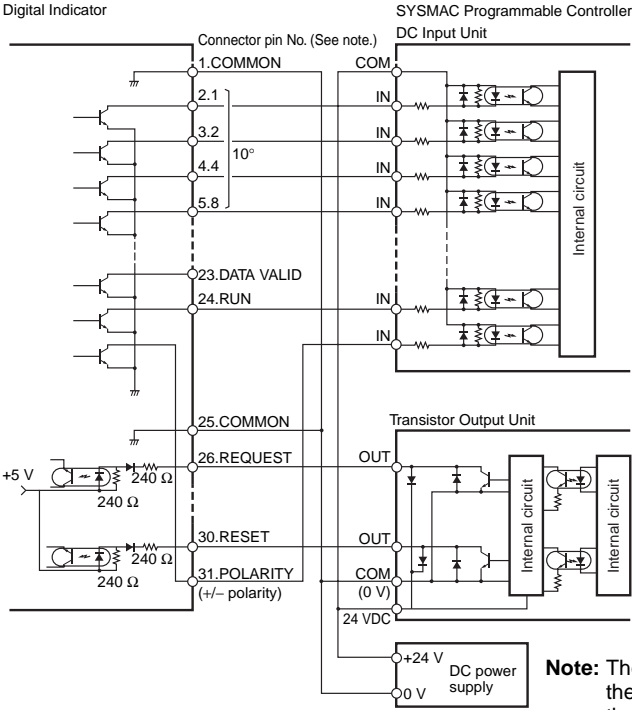 Digital Indicator
SYSMAC Programmable Controller
DC Input Unit
Connector pin No. (See note.)
1.COMMON
COM
2.1
IN
3.2
IN
10°
4.4
IN
5.8
IN
Internal circuit
23.DATA VALID
24.RUN
IN
IN
25.COMMON
Transistor Output Unit
26.REQUEST
OUT
+5 V
240 Ω
240 Ω
Internal circuit
Internal circuit
30.RESET
OUT
240 Ω
240 Ω
31.POLARITY
(+/− polarity)
COM
(0 V)
24 VDC
+24 V
DC power
supply
0 V
Note: The
the